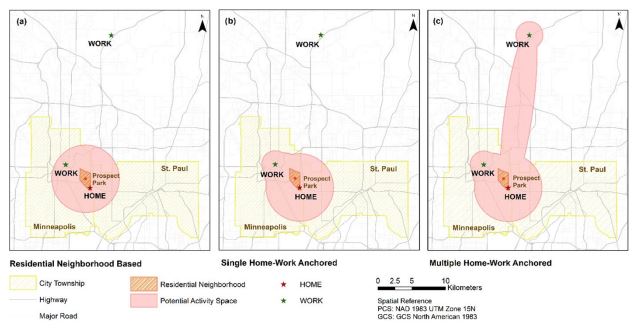 (a)
N
WORK
WORK
St. Paul
Prospect
Park
HOME
Minneapolis
(b)
N
WORK
WORK
St. Paul
Prospect
Park
HOME
Minneapolis
(c)
N
WORK
WORK
St. Paul
Prospect
Park
HOME
Minneapolis
Residential Neighborhood Based
Single Home-Work Anchored
Multiple Home-Work Anchored
City Township
Residential Neighborhood
HOME
0 2.5 5 10
Kilometers
Highway
Potential Activity Space
WORK
Spatial Reference
PCS: NAD 1983 UTM Zone 15N
GCS: GCS North American 1983
Major Road